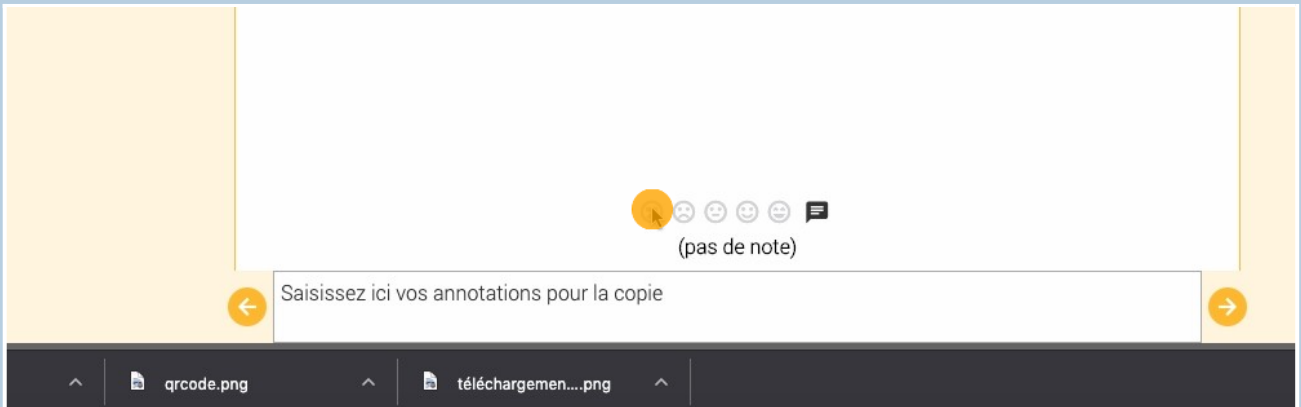 (pas de note)
Saisissez ici vos annotations pour la copie
qrcode.png
téléchargemen....png